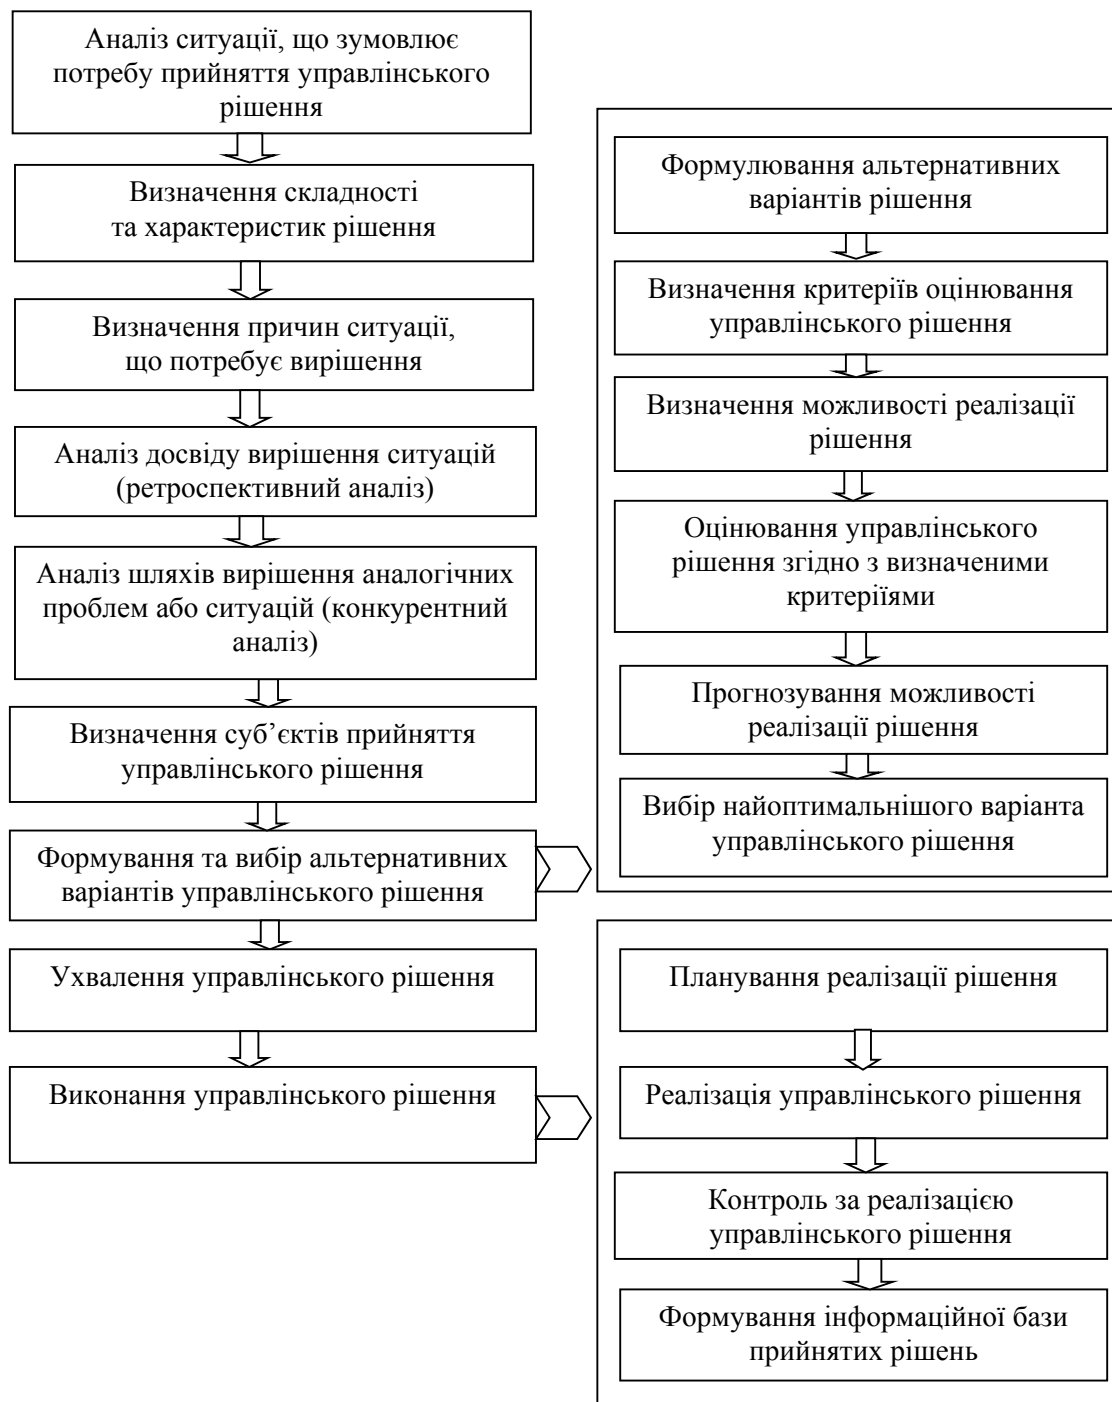 Аналіз ситуації, що зумовлює
потребу прийняття управлінського
рішення
Визначення складності
та характеристик рішення
Визначення причин ситуації,
що потребує вирішення
Аналіз досвіду вирішення ситуацій
(ретроспективний аналіз)
Аналіз шляхів вирішення аналогічних
проблем або ситуацій (конкурентний
аналіз)
Визначення суб’єктів прийняття
управлінського рішення
Формування та вибір альтернативних
варіантів управлінського рішення
Ухвалення управлінського рішення
Виконання управлінського рішення
Формулювання альтернативних
варіантів рішення
Визначення критеріїв оцінювання
управлінського рішення
Визначення можливості реалізації
рішення
Оцінювання управлінського
рішення згідно з визначеними
критеріїями
Прогнозування можливості
реалізації рішення
Вибір найоптимальнішого варіанта
управлінського рішення
Планування реалізації рішення
Реалізація управлінського рішення
Контроль за реалізацією
управлінського рішення
Формування інформаційної бази
прийнятих рішень